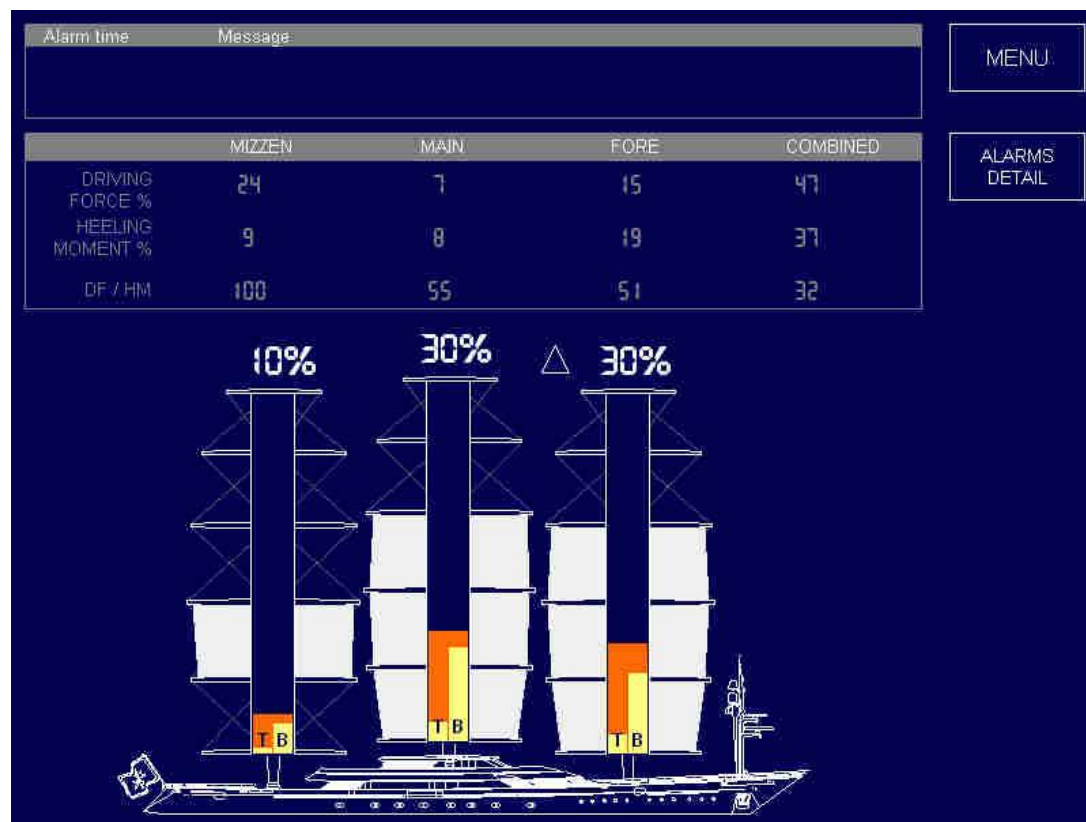 Alarm time Message
MENU
MIZZEN MAIN FORE COMBINED
ALARMS
DETAIL
DRIVING
FORCE % 24 7 15 47
HEELING
MOMENT % 9 8 19 37
DF / HM 100 55 51 32
10% 30% 30%
T B T B T B